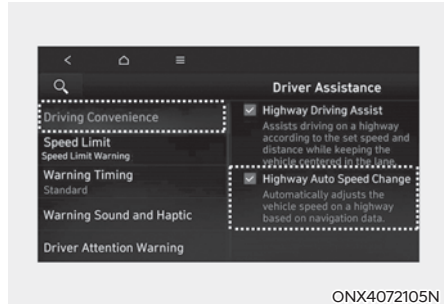 Driver Assistance
Driving Convenience
Speed Limit
Speed Limit Warning
Warning Timing
Standard
Warning Sound and Haptic
Driver Attention Warning
Highway Driving Assist
Assists driving on a highway
according to the set speed and
distance while keeping the
vehicle centered in the lane.
Highway Auto Speed Change
Automatically adjusts the
vehicle speed on a highway
based on navigation data.
ONX4072105N